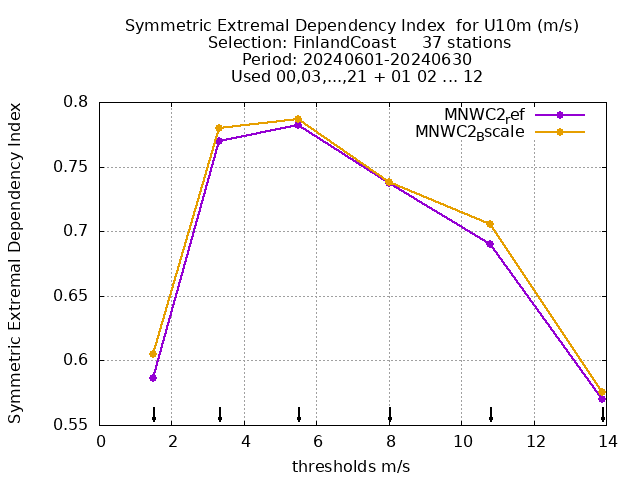 Symmetric Extremal Dependency Index  for U10m (m/s)
Selection: FinlandCoast     37 stations
Period: 20240601-20240630
Used 00,03,...,21 + 01 02 ... 12
Symmetric Extremal Dependency Index
0.8
0.75
0.7
0.65
0.6
0.55
MNWC2ref
MNWC2Bscale
0 2 4 6 8 10 12 14
thresholds m/s